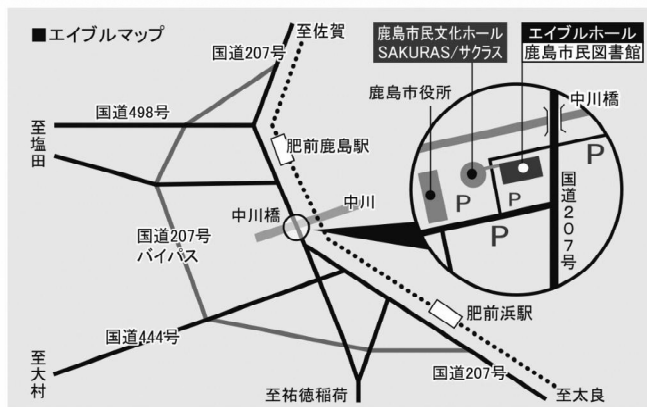 ■エイブルマップ
至佐賀
国道207号
鹿島市民文化ホール
SAKURAS/サクラス
エイブルホール
鹿島市民図書館
国道498号
至塩田
肥前鹿島駅
鹿島市役所
中川橋
P
P
P
P
国道207号
中川橋
中川
国道207号
バイパス
肥前浜駅
国道444号
至大村
至祐徳稲荷
国道207号
至太良